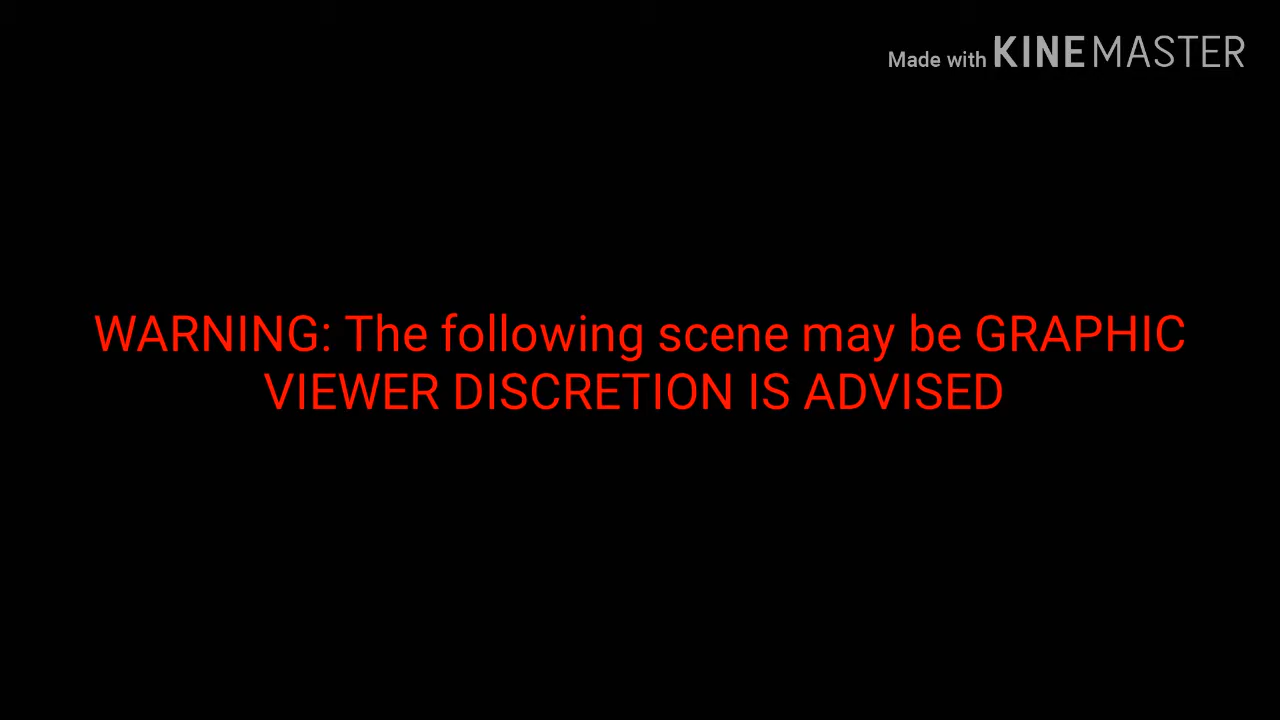 Made with KINEMASTER
WARNING: The following scene may be GRAPHIC
VIEWER DISCRETION IS ADVISED